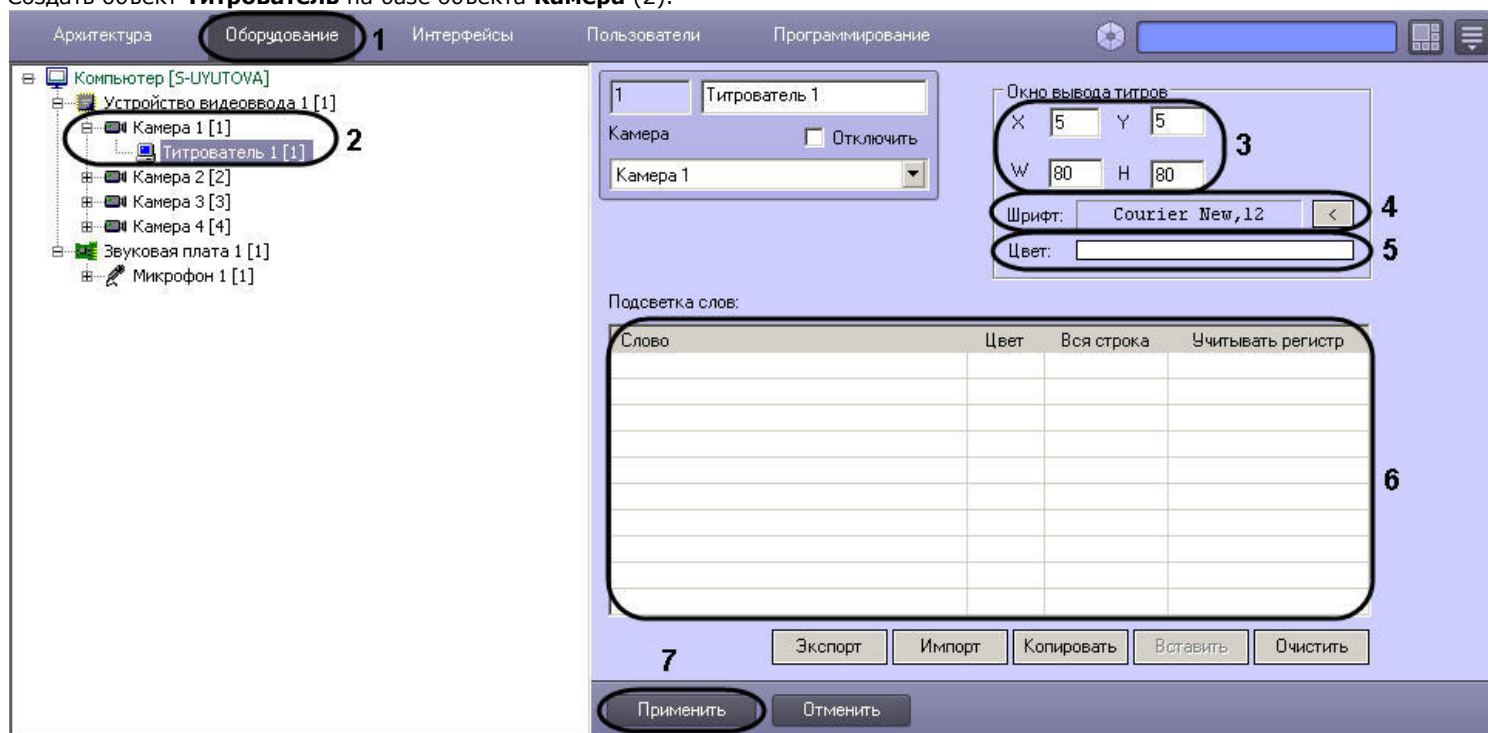 Создать объект Титрователь на базе объекта Камера (2).
Архитектура Оборудование 1 Интерфейсы Пользователи Программирование
Компьютер [S-UYUTOVA]
Устройство видеоввода 1 [1]
Камера 1 [1]
Титрователь 1 [1]
2
Камера 2 [2]
Камера 3 [3]
Камера 4 [4]
Звуковая плата 1 [1]
Микрофон 1 [1]
1 Титрователь 1
Камера Отключить
Камера 1
Окно вывода титров
X 5 Y 5
3
W 80 H 80
Шрифт: Courier New,12 < 4
Цвет: 5
Подсветка слов:
Слово Цвет Вся строка Учитывать регистр
6
Экспорт Импорт Копировать Вставить Очистить
7
Применить Отменить